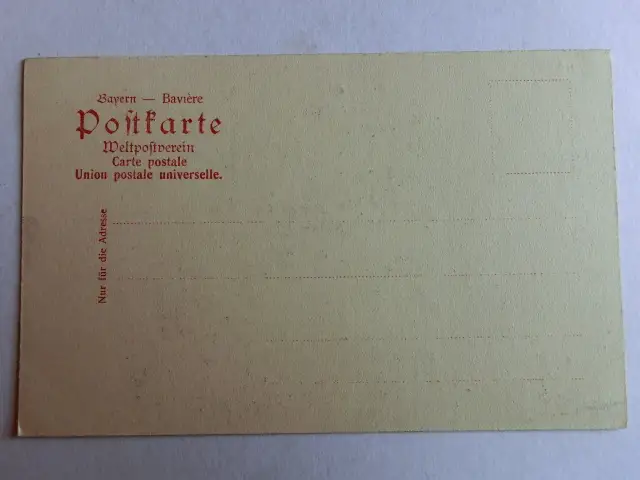 Bayern — Bavière
Poſtkarte
Weltpoſtverein
Carte postale
Union postale universelle.
Nur für die Adresse